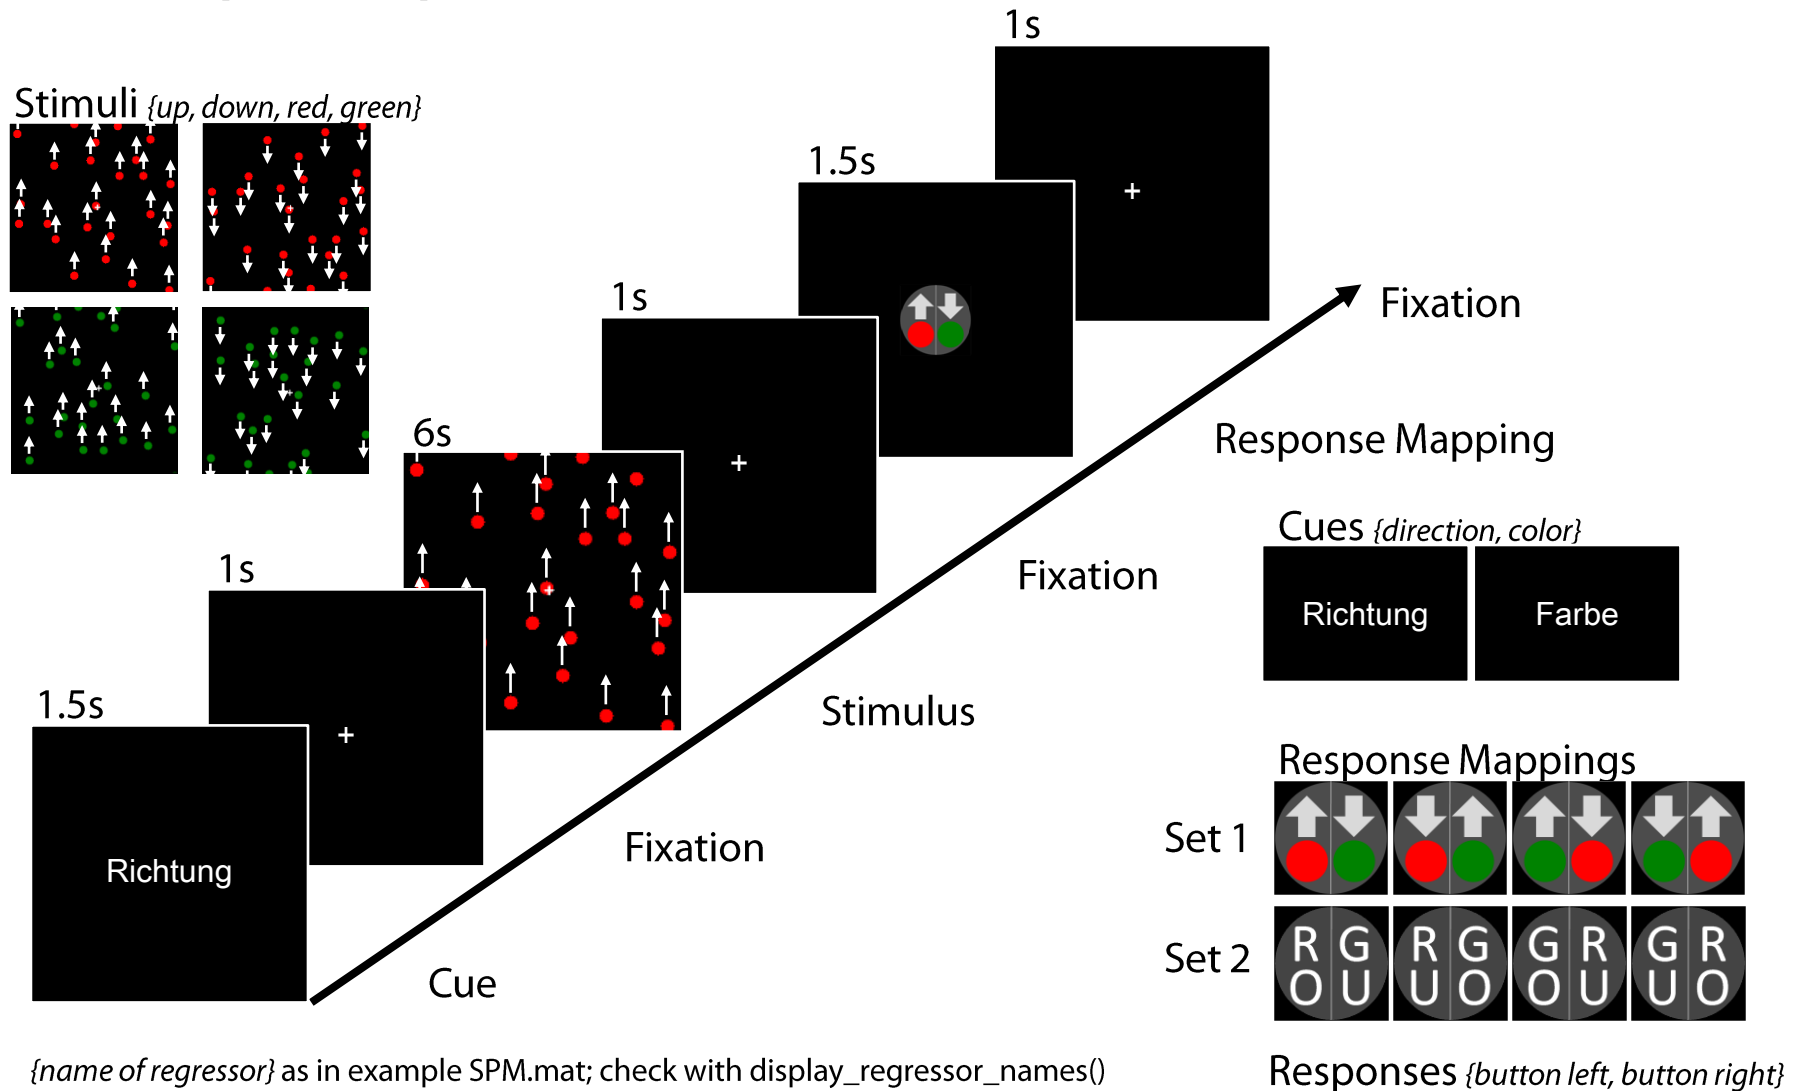 Stimuli {up, down, red, green}
1s
1.5s
1s
6s
1s
1.5s
Richtung
Cue
Fixation
Stimulus
Fixation
Response Mapping
Fixation
Cues {direction, color}
Richtung Farbe
Response Mappings
Set 1
Set 2
R G R G G R G R
O U U O O U U O
{name of regressor} as in example SPM.mat; check with display_regressor_names()
Responses {button left, button right}